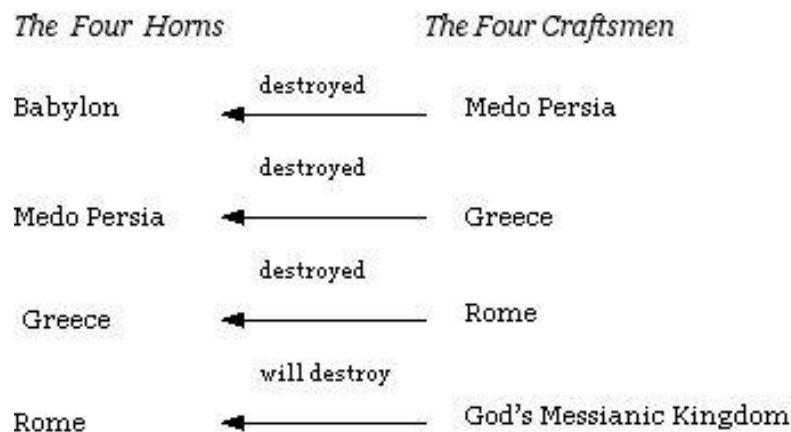 The Four Horns The Four Craftsmen
destroyed
Babylon Medo Persia
destroyed
Medo Persia Greece
destroyed
Greece Rome
will destroy
Rome God's Messianic Kingdom